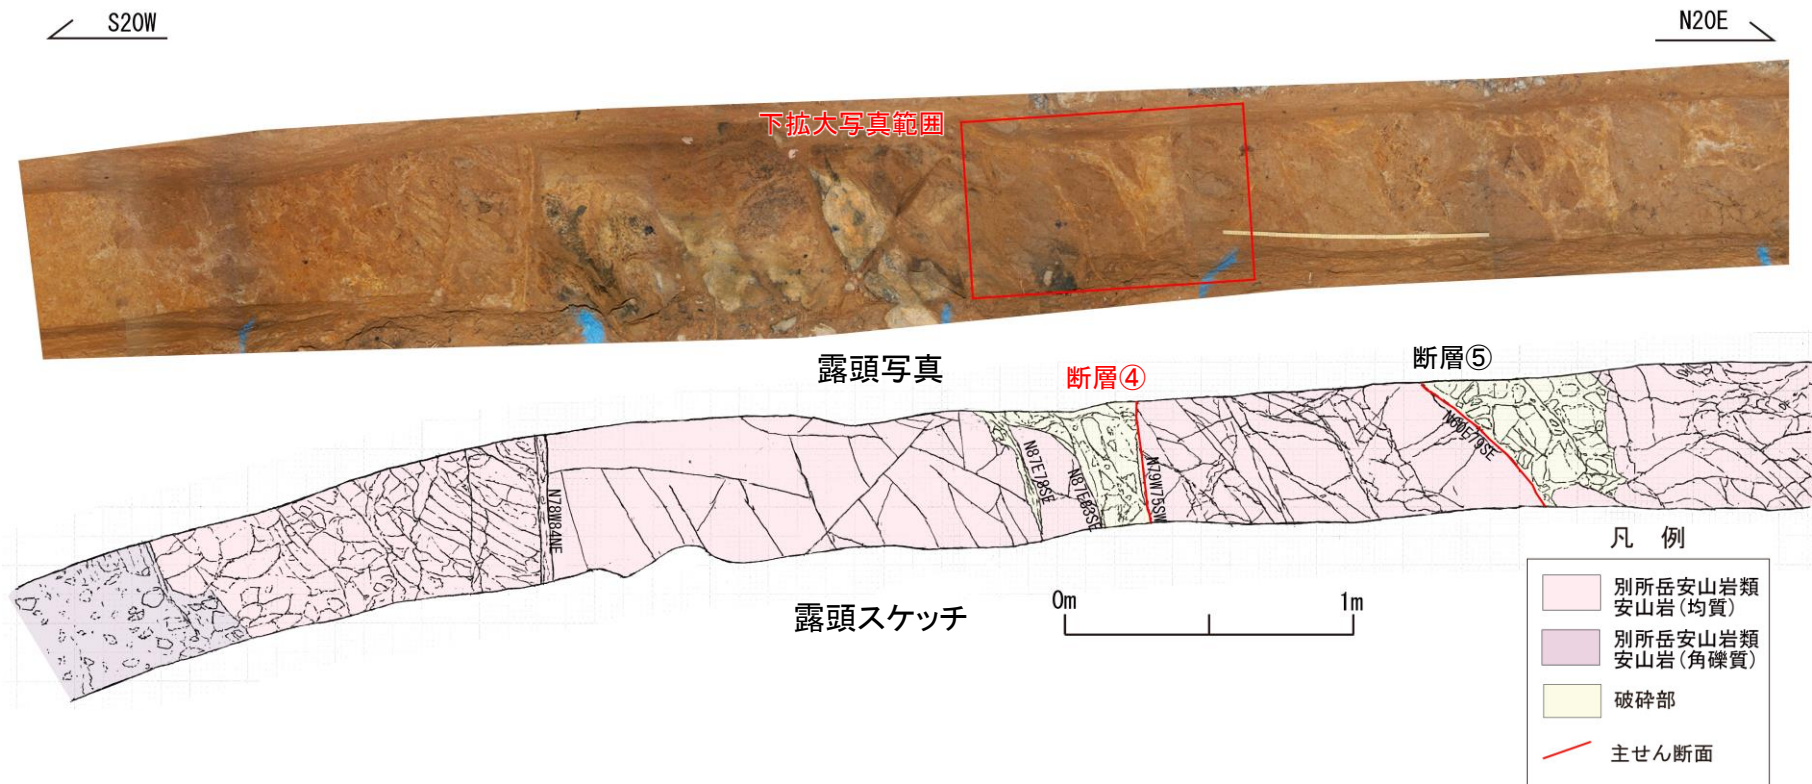 S20W
N20E
下拡大写真範囲
露頭写真
断層④
断層⑤
N78W84NE
N87E78SE
N87E83SE
N79W75SW
N80E79SE
露頭スケッチ
0m
1m
凡 例
別所岳安山岩類
安山岩(均質)
別所岳安山岩類
安山岩(角礫質)
破砕部
主せん断面